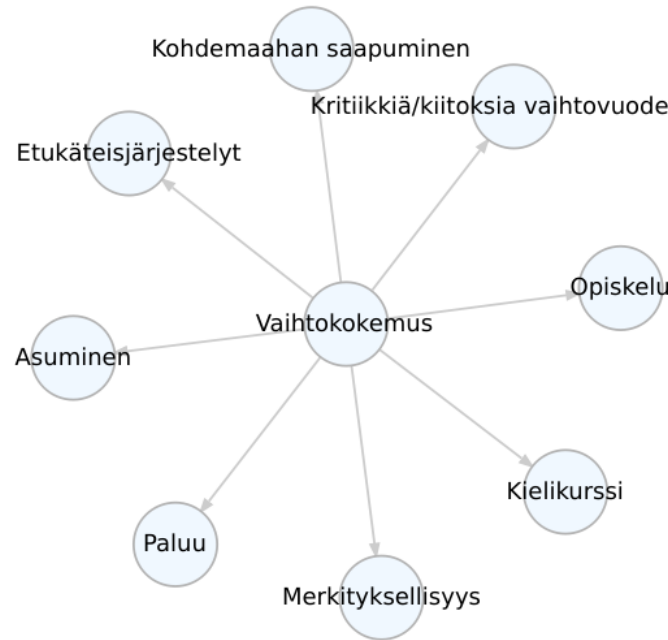 Kohdemaahan saapuminen
Kritiikkiä/kiitoksia vaihtovuode
Etukäteisjärjestelyt
Opiskelu
Vaihtokokemus
Asuminen
Kielikurssi
Paluu
Merkityksellisyys